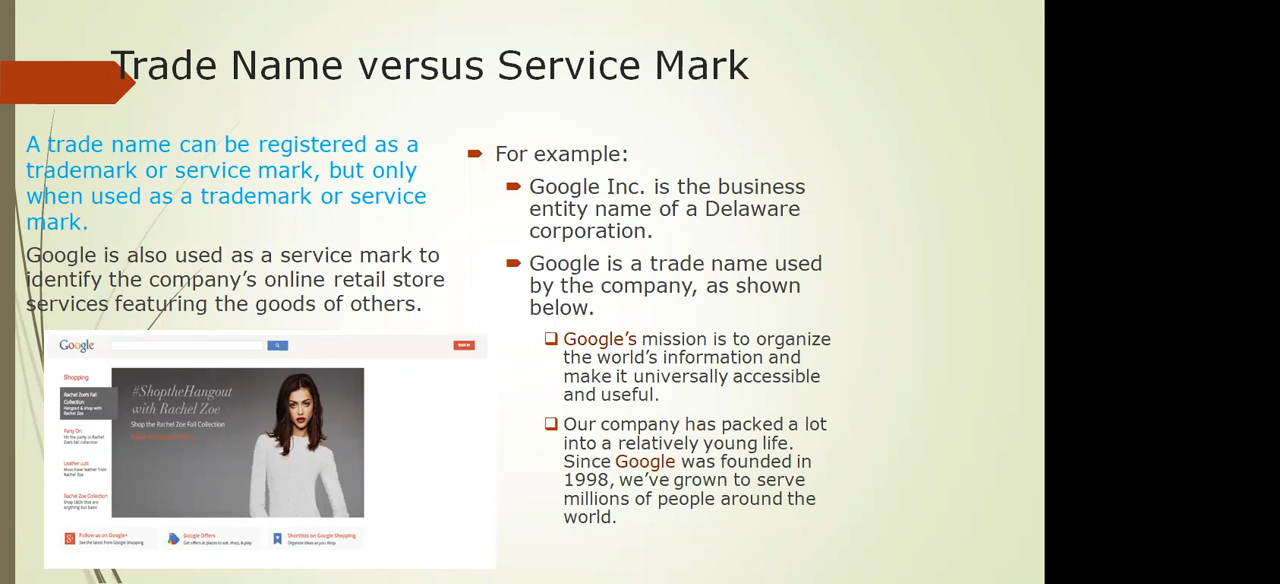 Trade Name versus Service Mark
A trade name can be registered as a
trademark or service mark, but only
when used as a trademark or service
mark.
Google is also used as a service mark to
identify the company’s online retail store
services featuring the goods of others.
Google
SIGN IN
Shopping
Rachel Zoe's Fall
Collection
Hangout & shop with
Rachel Zoe
Party On
Hit the party in Rachel
Zoe's fall collection
Leather Lust
Must-have leather from
Rachel Zoe
Rachel Zoe Collection
Shop LBDs that are
anything but basic
#ShoptheHangout
with Rachel Zoe
Shop the Rachel Zoe Fall Collection
Follow us on Google+
See the latest from Google Shopping
Google Offers
Get offers at places to eat, shop, & play
Shortlists on Google Shopping
Organize ideas as you shop
For example:
Google Inc. is the business
entity name of a Delaware
corporation.
Google is a trade name used
by the company, as shown
below.
Google’s mission is to organize
the world’s information and
make it universally accessible
and useful.
Our company has packed a lot
into a relatively young life.
Since Google was founded in
1998, we’ve grown to serve
millions of people around the
world.